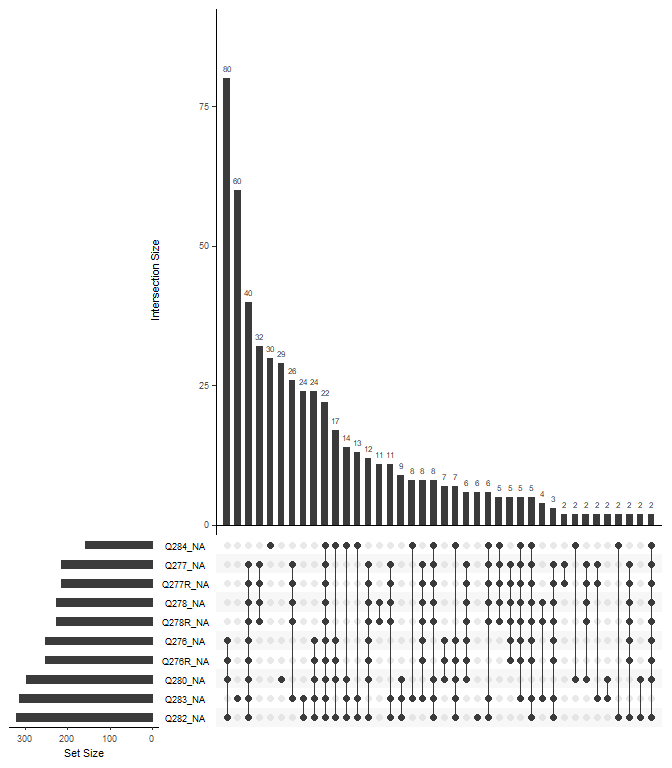 80
75
60
50
40
32
30
29
26
24 24
25
22
17
14
13
12
11 11
9
8 8 8
7 7
6 6 6
5 5 5 5
4
3
2 2 2 2 2 2 2 2 2
0
Intersection Size
Q284_NA
Q277_NA
Q277R_NA
Q278_NA
Q278R_NA
Q276_NA
Q276R_NA
Q280_NA
Q283_NA
Q282_NA
300 200 100 0
Set Size